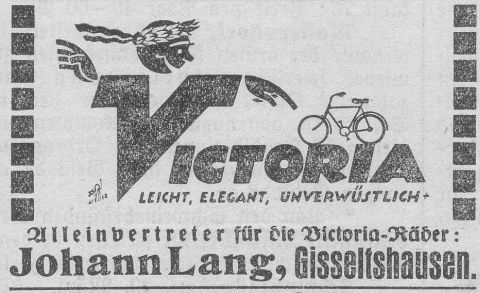 VICTORIA
LEICHT, ELEGANT, UNVERWÜSTLICH+
Alleinvertreter für die Victoria-Räder:
Johann Lang, Gisseltshausen.